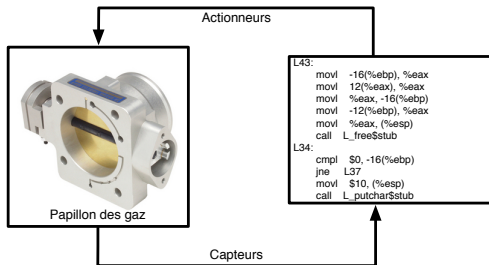 Actionneurs
L43:
movl -16(%ebp), %eax
movl 12(%eax), %eax
movl %eax, -16(%ebp)
movl -12(%ebp), %eax
movl %eax, (%esp)
call L_free$stub
L34:
cmpl $0, -16(%ebp)
jne L37
movl $10, (%esp)
call L_putchar$stub
Papillon des gaz
Capteurs